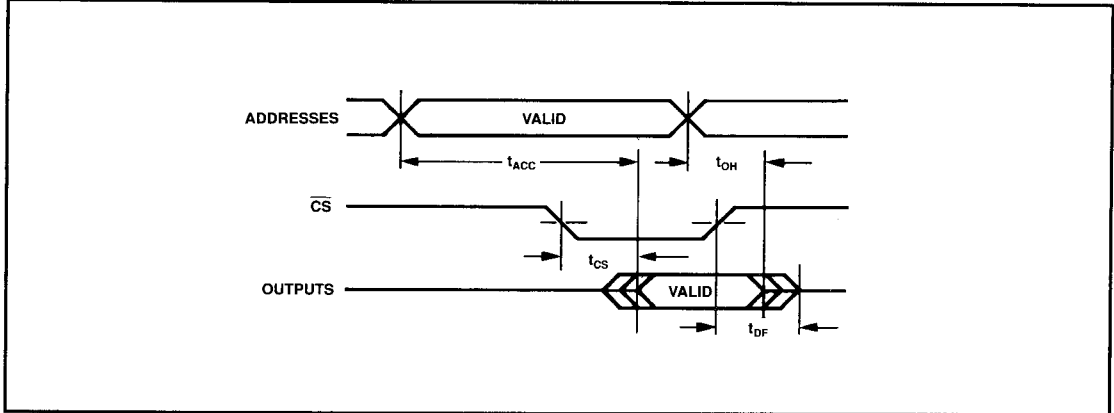 ADDRESSES
VALID
tACC
tOH
CS
tCS
OUTPUTS
VALID
tDF